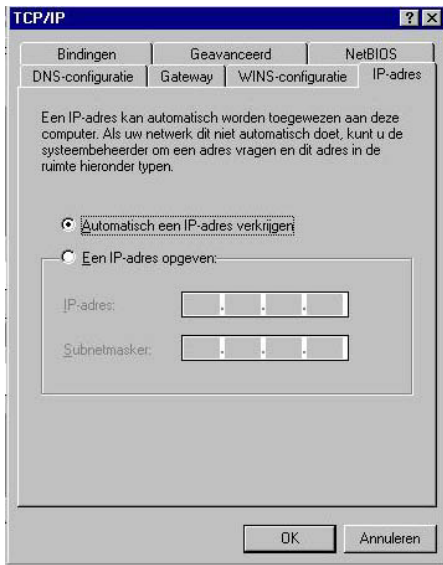 TCP/IP
Bindingen Geavanceerd NetBIOS
DNS-configuratie Gateway WINS-configuratie IP-adres
Een IP-adres kan automatisch worden toegewezen aan deze
computer. Als uw netwerk dit niet automatisch doet, kunt u de
systeembeheerder om een adres vragen en dit adres in de
ruimte hieronder typen.
Automatisch een IP-adres verkrijgen
Een IP-adres opgeven:
IP-adres:
Subnetmasker:
OK Annuleren